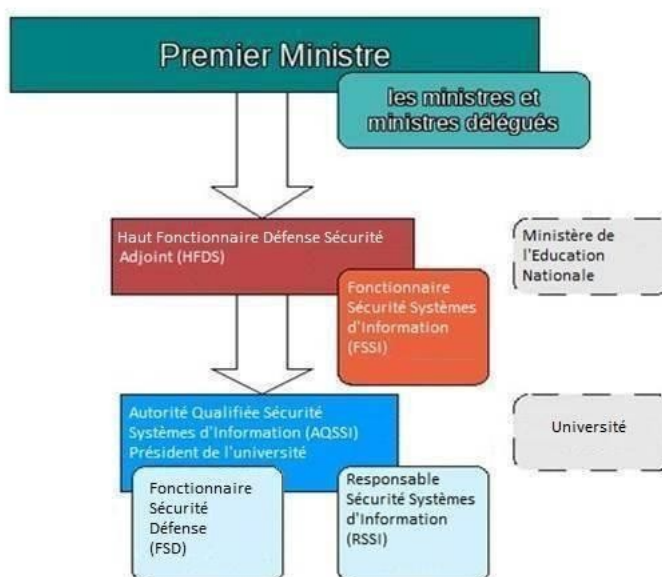 Premier Ministre
les ministres et
ministres délégués
Haut Fonctionnaire Défense Sécurité
Adjoint (HFDS)
Ministère de
l'Education
Nationale
Fonctionnaire
Sécurité Systèmes
d'Information
(FSSI)
Autorité Qualifiée Sécurité
Systèmes d'Information (AQSSI)
Président de l'université
Université
Fonctionnaire
Sécurité
Défense
(FSD)
Responsable
Sécurité Systèmes
d'Information
(RSSI)